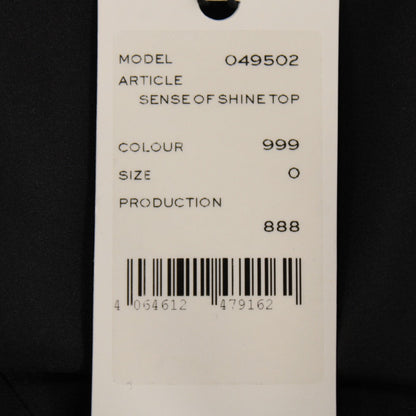 MODEL 049502
ARTICLE
SENSE OF SHINE TOP
COLOUR 999
SIZE 0
PRODUCTION
888
4 064612 479162